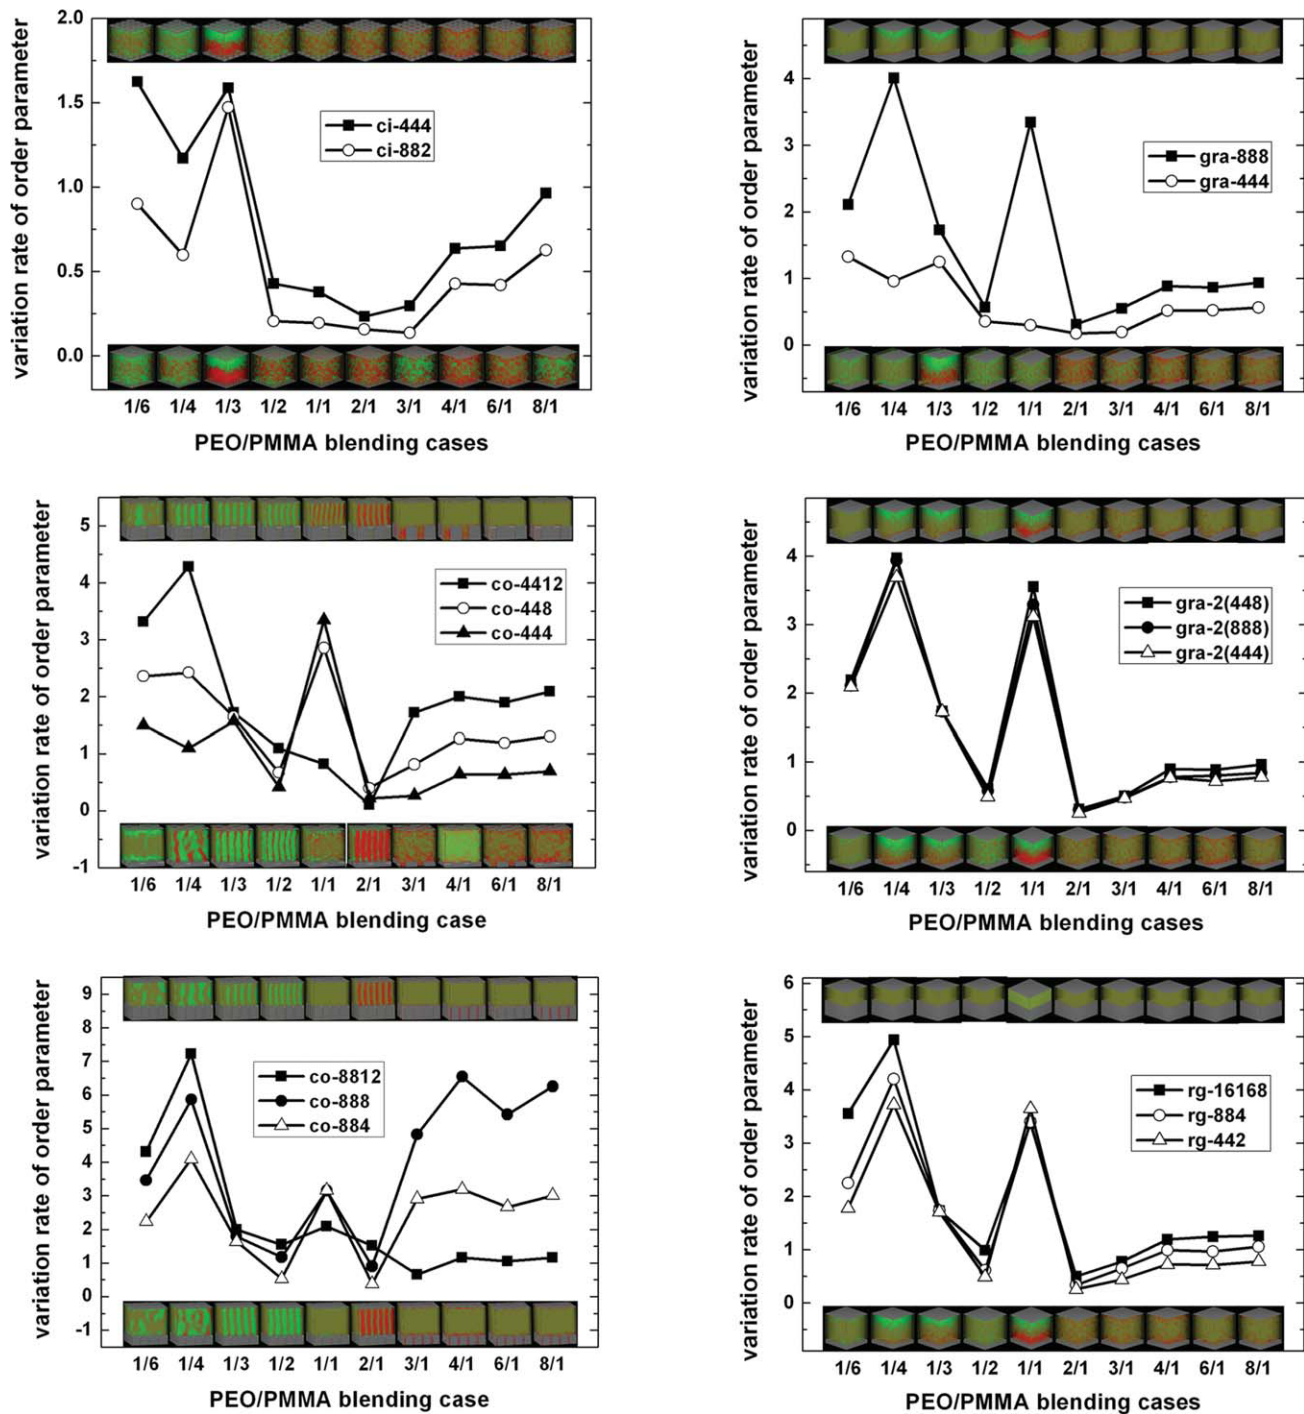 variation rate of order parameter
2.0
1.5
1.0
0.5
0.0
ci-444
ci-882
1/6 1/4 1/3 1/2 1/1 2/1 3/1 4/1 6/1 8/1
PEO/PMMA blending cases
variation rate of order parameter
4
3
2
1
0
gra-888
gra-444
1/6 1/4 1/3 1/2 1/1 2/1 3/1 4/1 6/1 8/1
PEO/PMMA blending cases
variation rate of order parameter
5
4
3
2
1
0
-1
co-4412
co-448
co-444
1/6 1/4 1/3 1/2 1/1 2/1 3/1 4/1 6/1 8/1
PEO/PMMA blending case
variation rate of order parameter
4
3
2
1
0
gra-2(448)
gra-2(888)
gra-2(444)
1/6 1/4 1/3 1/2 1/1 2/1 3/1 4/1 6/1 8/1
PEO/PMMA blending cases
variation rate of order parameter
9
8
7
6
5
4
3
2
1
0
-1
co-8812
co-888
co-884
1/6 1/4 1/3 1/2 1/1 2/1 3/1 4/1 6/1 8/1
PEO/PMMA blending case
variation rate of order parameter
6
5
4
3
2
1
0
rg-16168
rg-884
rg-442
1/6 1/4 1/3 1/2 1/1 2/1 3/1 4/1 6/1 8/1
PEO/PMMA blending cases